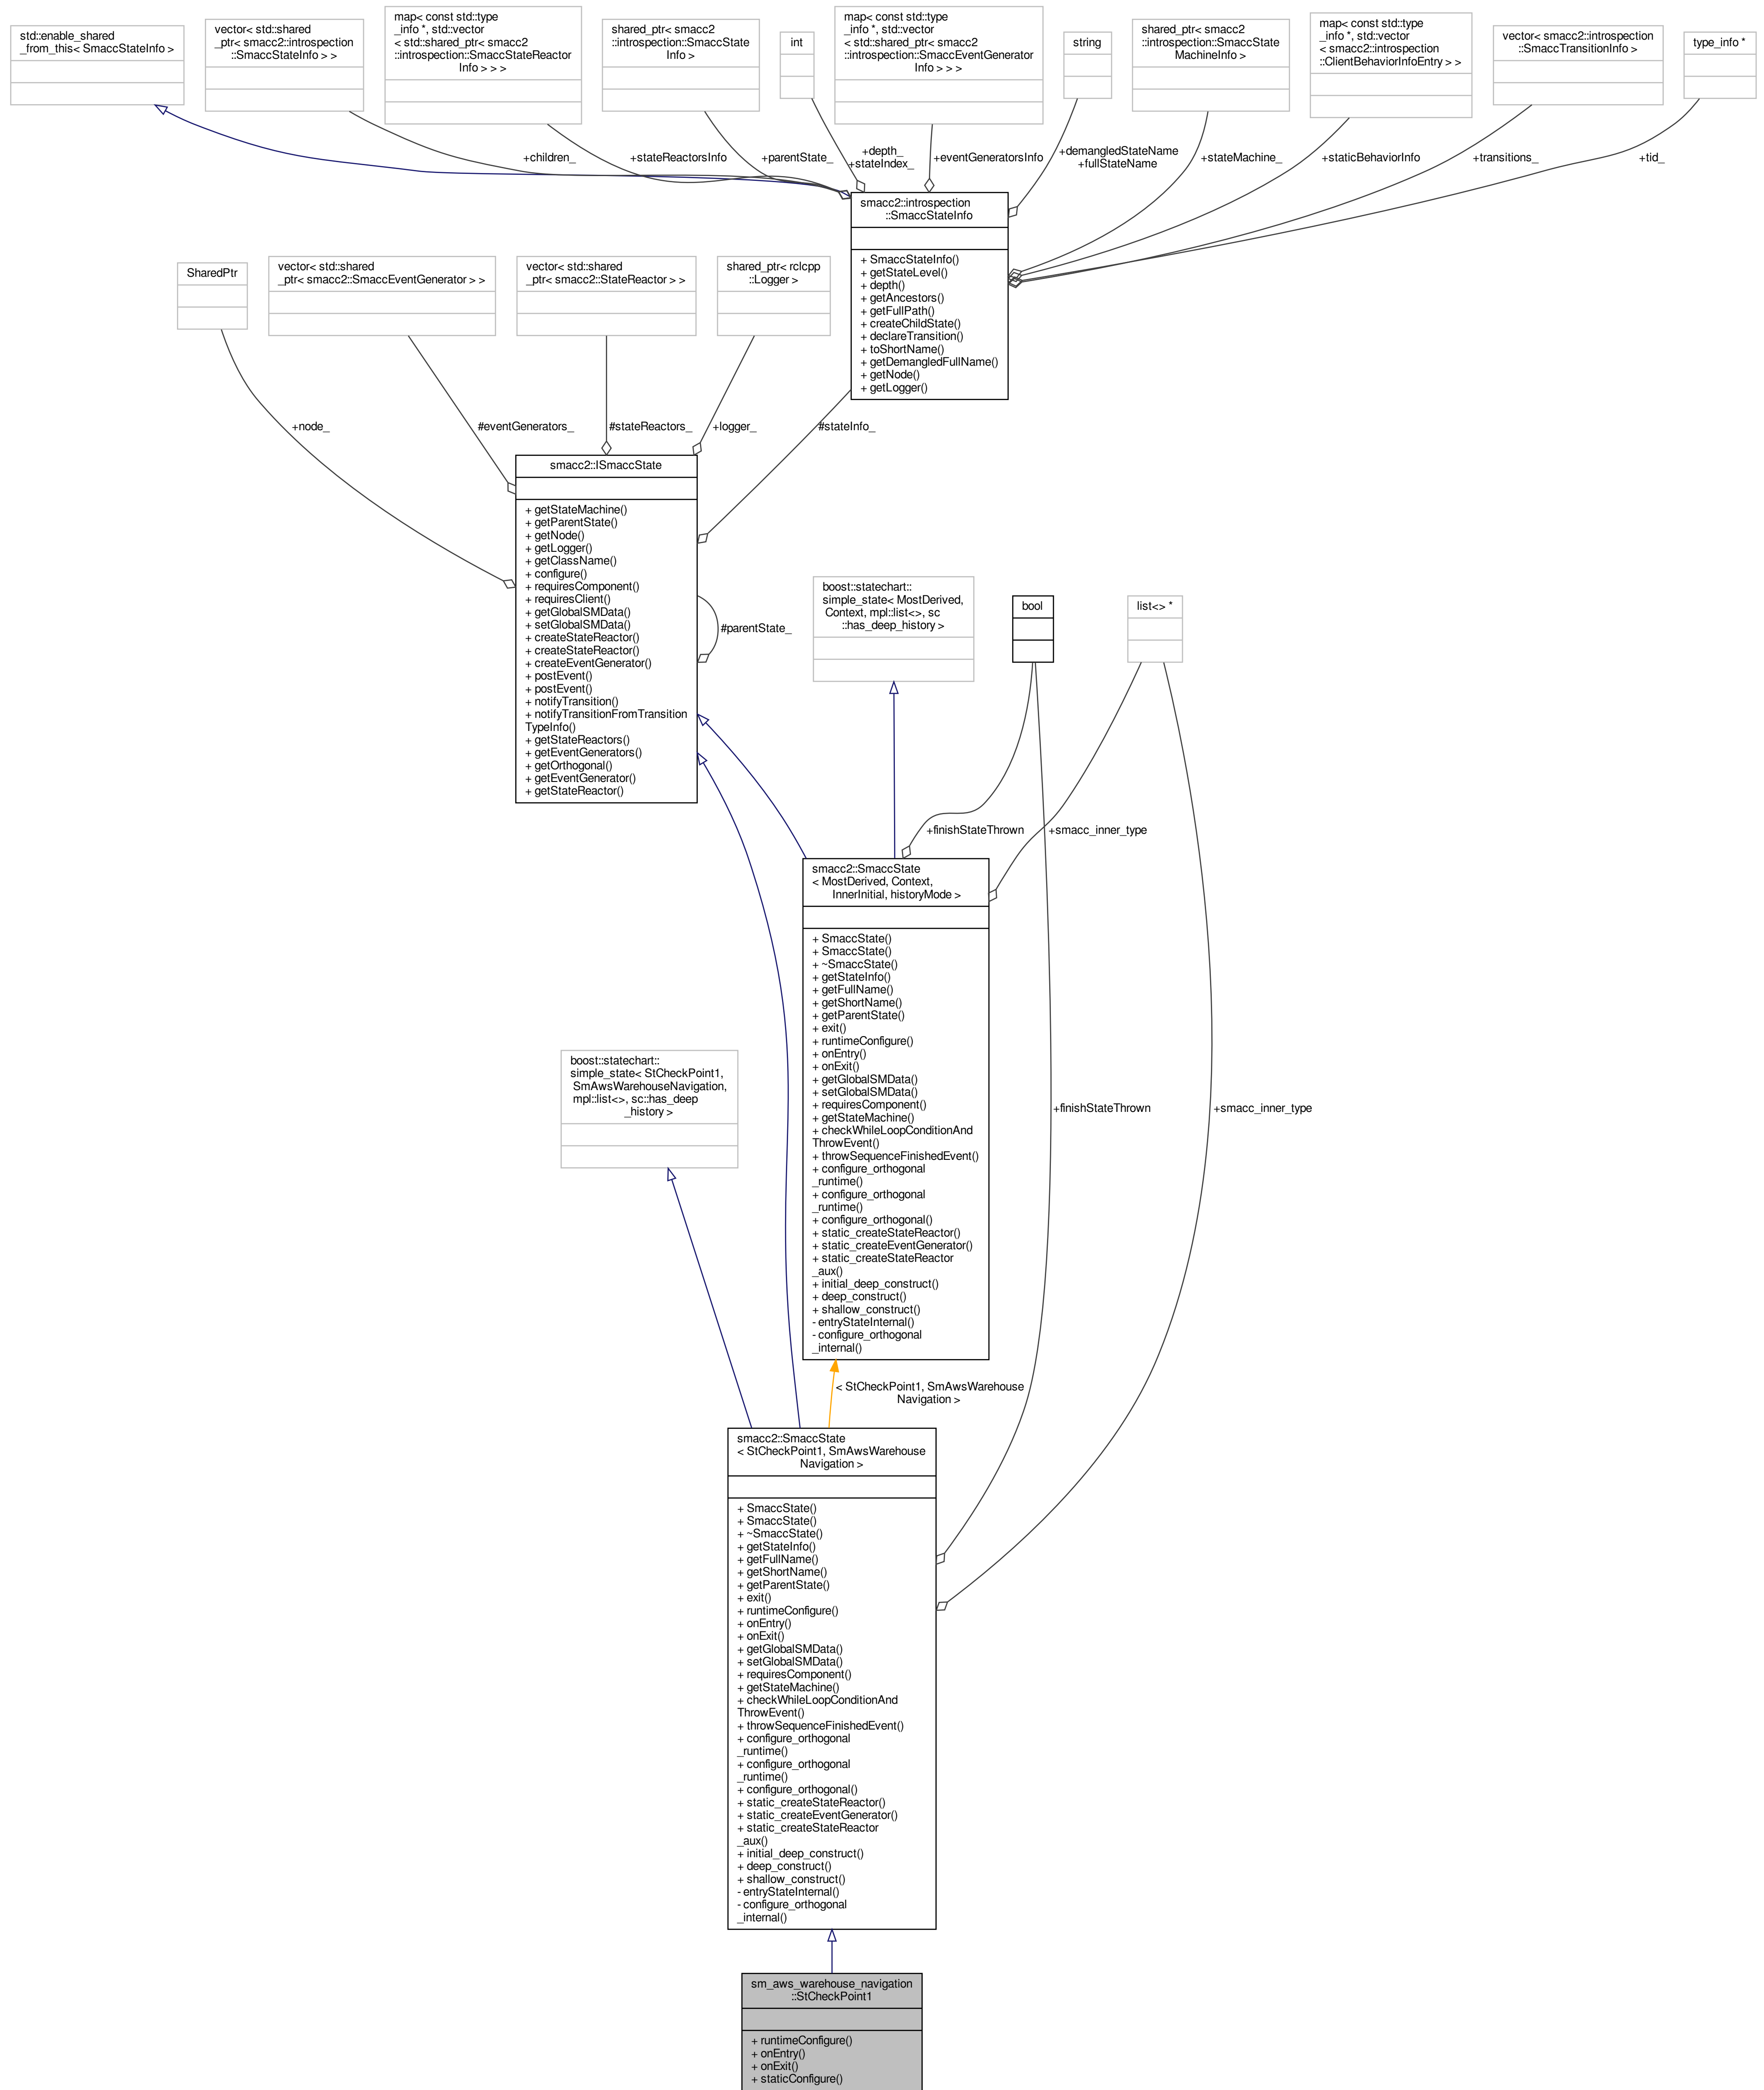 std::enable_shared
_from_this< SmaccStateInfo >
vector< std::shared
_ptr< smacc2::introspection
::SmaccStateInfo > >
map< const std::type
_info *, std::vector
< std::shared_ptr< smacc2
::introspection::SmaccStateReactor
Info > > >
shared_ptr< smacc2
::introspection::SmaccState
Info >
int
map< const std::type
_info *, std::vector
< std::shared_ptr< smacc2
::introspection::SmaccEventGenerator
Info > > >
string
shared_ptr< smacc2
::introspection::SmaccState
MachineInfo >
map< const std::type
_info *, std::vector
< smacc2::introspection
::ClientBehaviorInfoEntry > >
vector< smacc2::introspection
::SmaccTransitionInfo >
type_info *
+children_
+stateReactorsInfo
+parentState_
+depth_
+stateIndex_
+eventGeneratorsInfo
+demangledStateName
+fullStateName
+stateMachine_
+staticBehaviorInfo
+transitions_
+tid_
smacc2::introspection
::SmaccStateInfo
+ SmaccStateInfo()
+ getStateLevel()
+ depth()
+ getAncestors()
+ getFullPath()
+ createChildState()
+ declareTransition()
+ toShortName()
+ getDemangledFullName()
+ getNode()
+ getLogger()
SharedPtr
vector< std::shared
_ptr< smacc2::SmaccEventGenerator > >
vector< std::shared
_ptr< smacc2::StateReactor > >
shared_ptr< rclcpp
::Logger >
+node_
#eventGenerators_
#stateReactors_
+logger_
#stateInfo_
smacc2::ISmaccState
+ getStateMachine()
+ getParentState()
+ getNode()
+ getLogger()
+ getClassName()
+ configure()
+ requiresComponent()
+ requiresClient()
+ getGlobalSMData()
+ setGlobalSMData()
+ createStateReactor()
+ createStateReactor()
+ createEventGenerator()
+ postEvent()
+ postEvent()
+ notifyTransition()
+ notifyTransitionFromTransition
TypeInfo()
+ getStateReactors()
+ getEventGenerators()
+ getOrthogonal()
+ getEventGenerator()
+ getStateReactor()
#parentState_
boost::statechart::
simple_state< MostDerived,
Context, mpl::list<>, sc
::has_deep_history >
bool
list<> *
+finishStateThrown
+smacc_inner_type
smacc2::SmaccState
< MostDerived, Context,
InnerInitial, historyMode >
+ SmaccState()
+ SmaccState()
+ ~SmaccState()
+ getStateInfo()
+ getFullName()
+ getShortName()
+ getParentState()
+ exit()
+ runtimeConfigure()
+ onEntry()
+ onExit()
+ getGlobalSMData()
+ setGlobalSMData()
+ requiresComponent()
+ getStateMachine()
+ checkWhileLoopConditionAnd
ThrowEvent()
+ throwSequenceFinishedEvent()
+ configure_orthogonal
_runtime()
+ configure_orthogonal
_runtime()
+ configure_orthogonal()
+ static_createStateReactor()
+ static_createEventGenerator()
+ static_createStateReactor
_aux()
+ initial_deep_construct()
+ deep_construct()
+ shallow_construct()
- entryStateInternal()
- configure_orthogonal
_internal()
boost::statechart::
simple_state< StCheckPoint1,
SmAwsWarehouseNavigation,
mpl::list<>, sc::has_deep
_history >
+finishStateThrown
+smacc_inner_type
< StCheckPoint1, SmAwsWarehouse
Navigation >
smacc2::SmaccState
< StCheckPoint1, SmAwsWarehouse
Navigation >
+ SmaccState()
+ SmaccState()
+ ~SmaccState()
+ getStateInfo()
+ getFullName()
+ getShortName()
+ getParentState()
+ exit()
+ runtimeConfigure()
+ onEntry()
+ onExit()
+ getGlobalSMData()
+ setGlobalSMData()
+ requiresComponent()
+ getStateMachine()
+ checkWhileLoopConditionAnd
ThrowEvent()
+ throwSequenceFinishedEvent()
+ configure_orthogonal
_runtime()
+ configure_orthogonal
_runtime()
+ configure_orthogonal()
+ static_createStateReactor()
+ static_createEventGenerator()
+ static_createStateReactor
_aux()
+ initial_deep_construct()
+ deep_construct()
+ shallow_construct()
- entryStateInternal()
- configure_orthogonal
_internal()
sm_aws_warehouse_navigation
::StCheckPoint1
+ runtimeConfigure()
+ onEntry()
+ onExit()
+ staticConfigure()